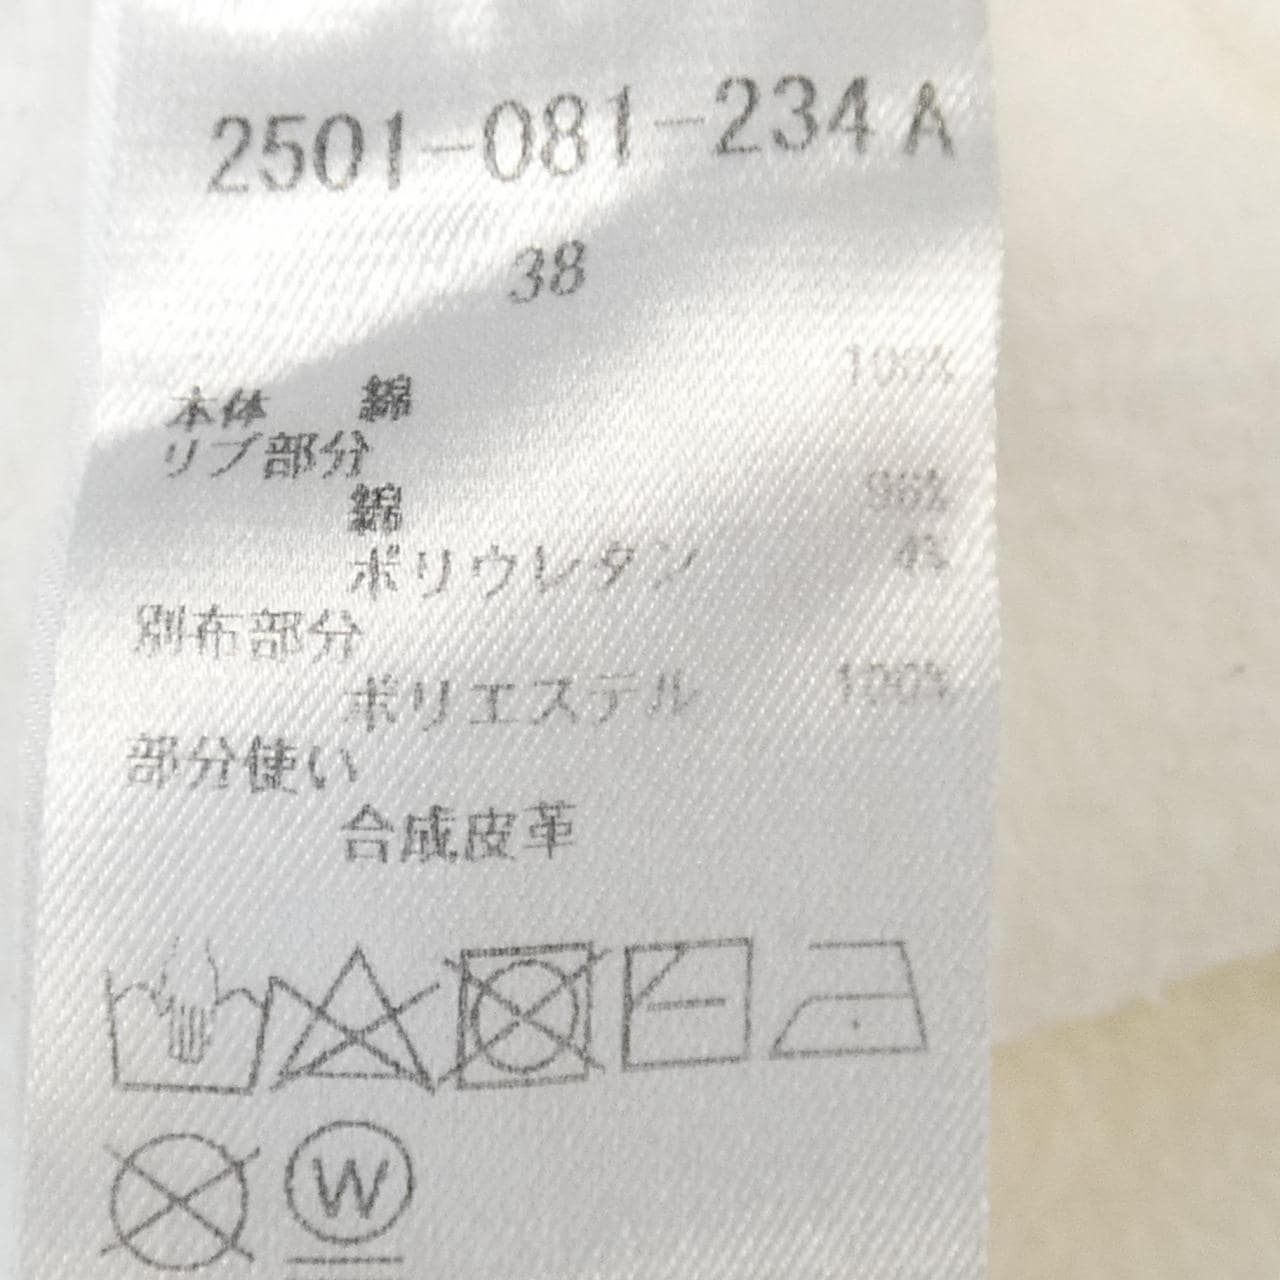 2501-081-234 A
38
本体 綿 100%
リブ部分
綿 96%
ポリウレタン 4%
別布部分
ポリエステル 100%
部分使い
合成皮革
W